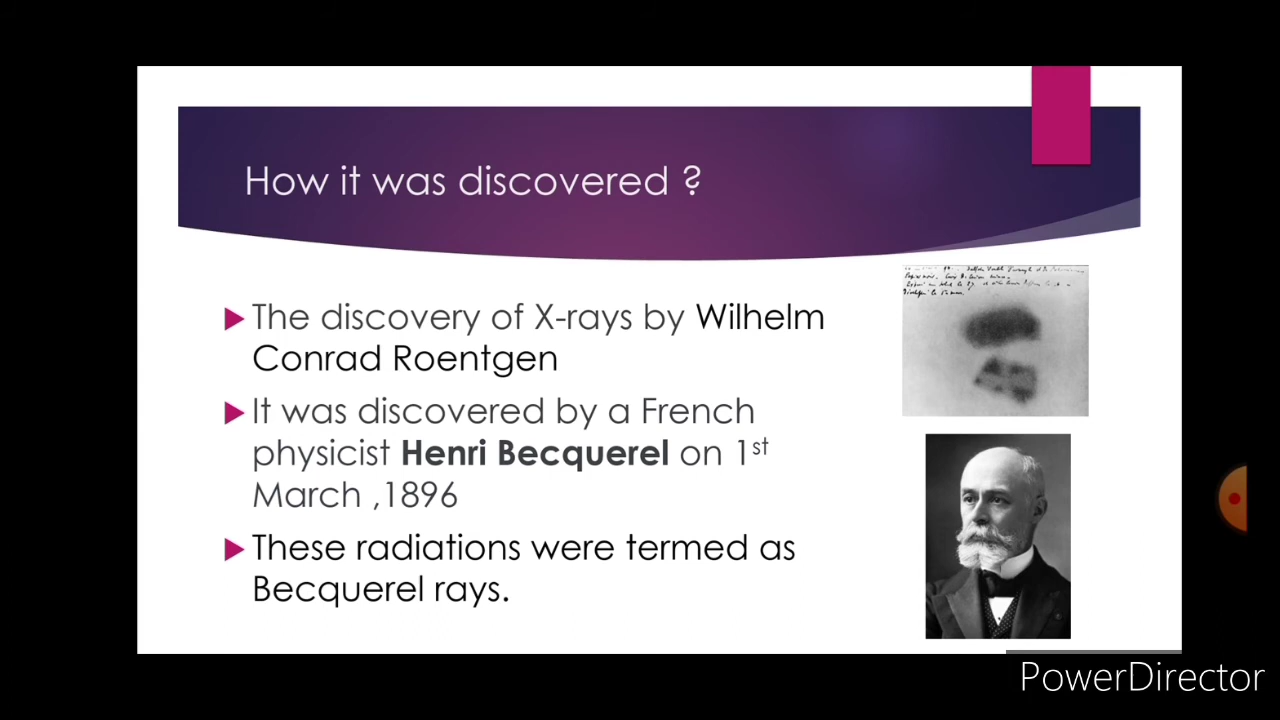 How it was discovered ?
The discovery of X-rays by Wilhelm
Conrad Roentgen
It was discovered by a French
physicist Henri Becquerel on 1st
March ,1896
These radiations were termed as
Becquerel rays.
PowerDirector